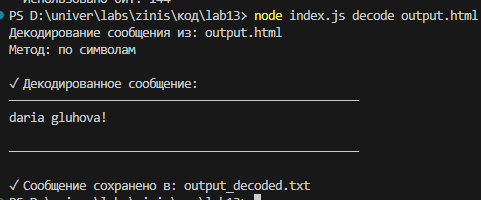 Использовано бит: 144
PS D:\univer\labs\zinis\код\lab13> node index.js decode output.html
Декодирование сообщения из: output.html
Метод: по символам
✓ Декодированное сообщение:
daria gluhova!
✓ Сообщение сохранено в: output_decoded.txt
PS D:\univer\labs\zinis\код\lab13>